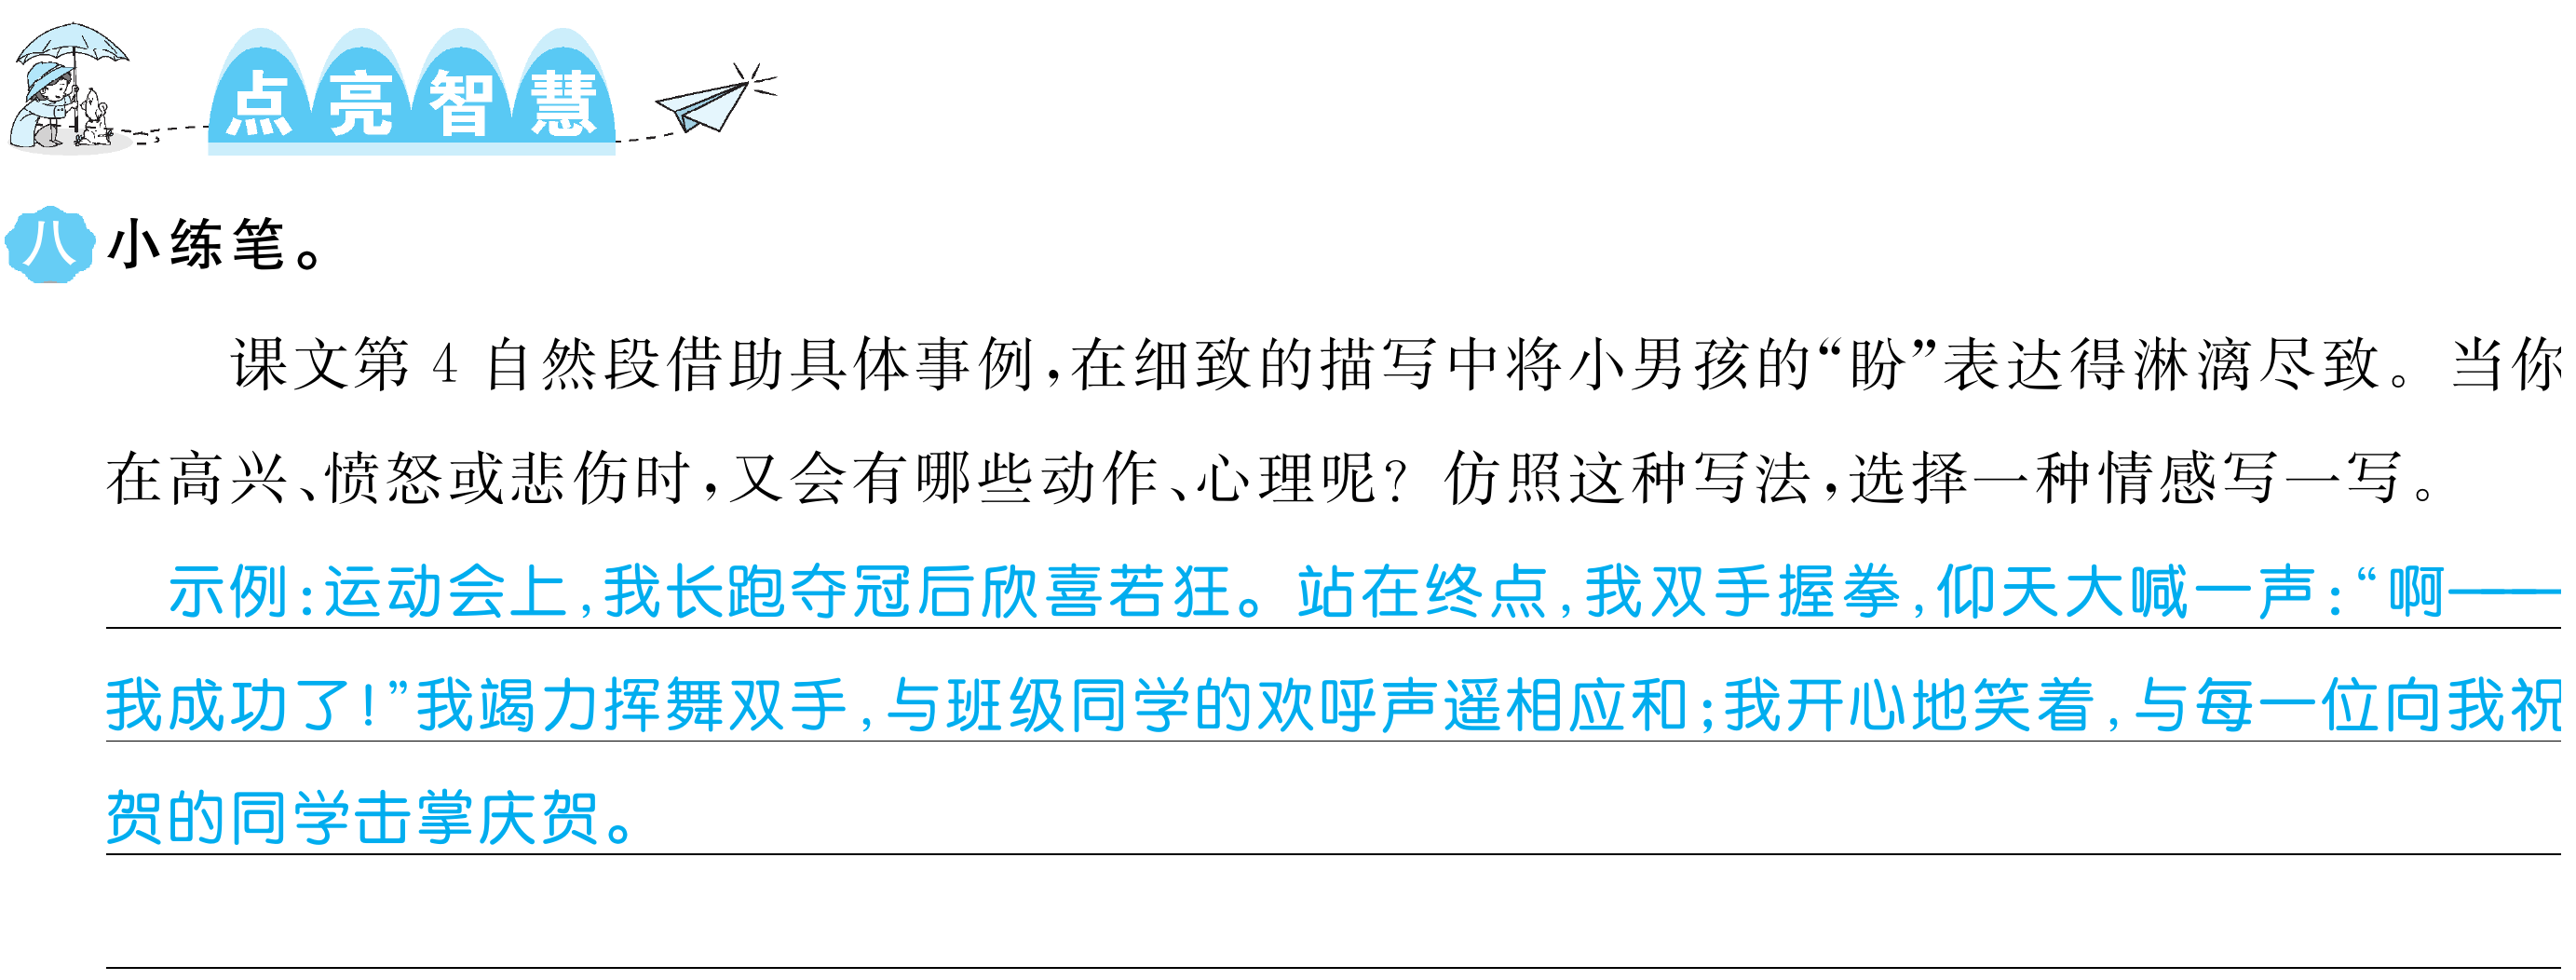 点亮智慧
八 小练笔。
课文第 4 自然段借助具体事例,在细致的描写中将小男孩的“盼”表达得淋漓尽致。当你
在高兴、愤怒或悲伤时,又会有哪些动作、心理呢? 仿照这种写法,选择一种情感写一写。
示例:运动会上,我长跑夺冠后欣喜若狂。站在终点,我双手握拳,仰天大喊一声:“啊——
我成功了!”我竭力挥舞双手,与班级同学的欢呼声遥相应和;我开心地笑着,与每一位向我祝
贺的同学击掌庆贺。